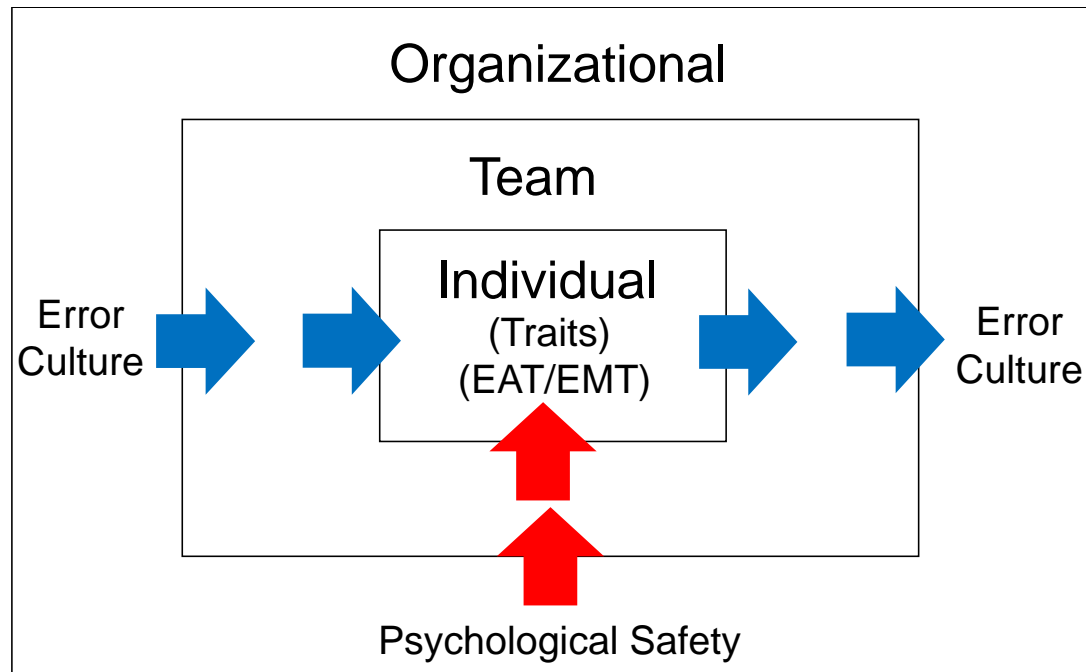 Organizational
Team
Individual
(Traits)
(EAT/EMT)
Error
Culture
Error
Culture
Psychological Safety